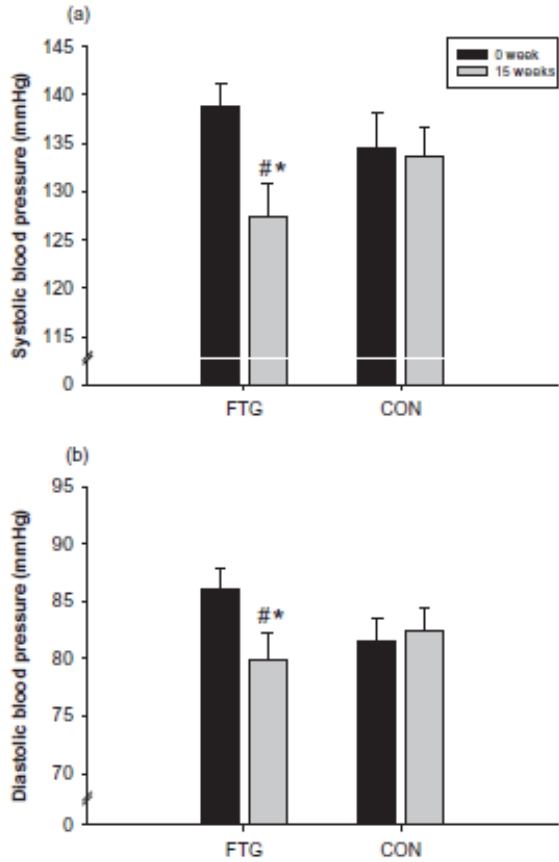 (a)
Systolic blood pressure (mmHg)
145
140
135
130
125
120
115
0
0 week
15 weeks
#*
FTG
CON
(b)
Diastolic blood pressure (mmHg)
95
90
85
80
75
70
0
#*
FTG
CON